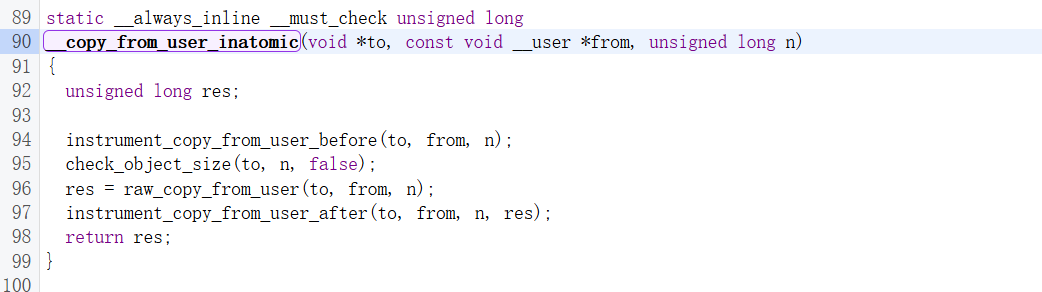 89 static __always_inline __must_check unsigned long
90 __copy_from_user_inatomic(void *to, const void __user *from, unsigned long n)
91 {
92   unsigned long res;
93
94   instrument_copy_from_user_before(to, from, n);
95   check_object_size(to, n, false);
96   res = raw_copy_from_user(to, from, n);
97   instrument_copy_from_user_after(to, from, n, res);
98   return res;
99 }
100